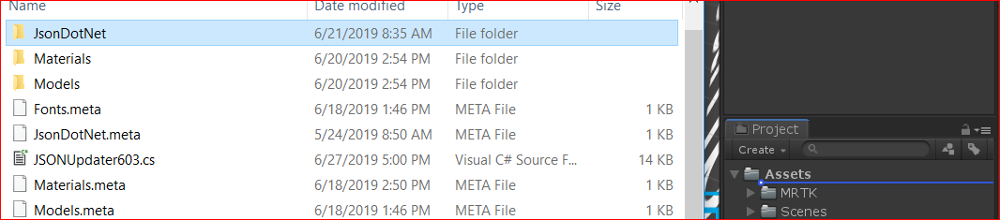 Name Date modified Type Size
JsonDotNet 6/21/2019 8:35 AM File folder
Materials 6/20/2019 2:54 PM File folder
Models 6/20/2019 2:54 PM File folder
Fonts.meta 6/18/2019 1:46 PM META File 1 KB
JsonDotNet.meta 5/24/2019 8:50 AM META File 1 KB
JSONUpdater603.cs 6/27/2019 5:00 PM Visual C# Source F... 14 KB
Materials.meta 6/18/2019 2:50 PM META File 1 KB
Models.meta 6/18/2019 1:46 PM META File 1 KB
Project
Create
Assets
MRTK
Scenes